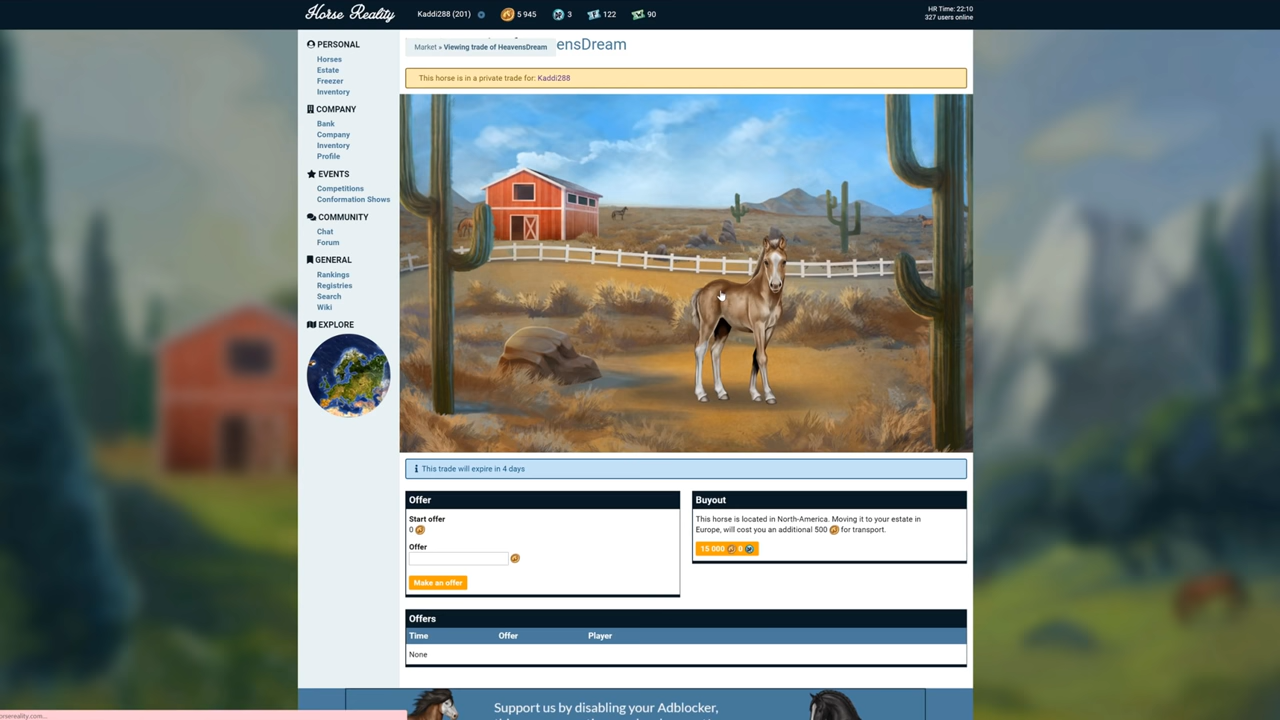 Horse Reality
Kaddi288 (201)
5 945
3
122
90
HR Time: 22:10
327 users online
PERSONAL
Horses
Estate
Freezer
Inventory
COMPANY
Bank
Company
Inventory
Profile
EVENTS
Competitions
Conformation Shows
COMMUNITY
Chat
Forum
GENERAL
Rankings
Registries
Search
Wiki
EXPLORE
Market » Viewing trade of HeavensDream
ensDream
This horse is in a private trade for: Kaddi288
This trade will expire in 4 days
Offer
Start offer
0
Offer
Make an offer
Buyout
This horse is located in North-America. Moving it to your estate in
Europe, will cost you an additional 500 for transport.
15 000 0
Offers
Time Offer Player
None
Support us by disabling your Adblocker,
orsereality.com...